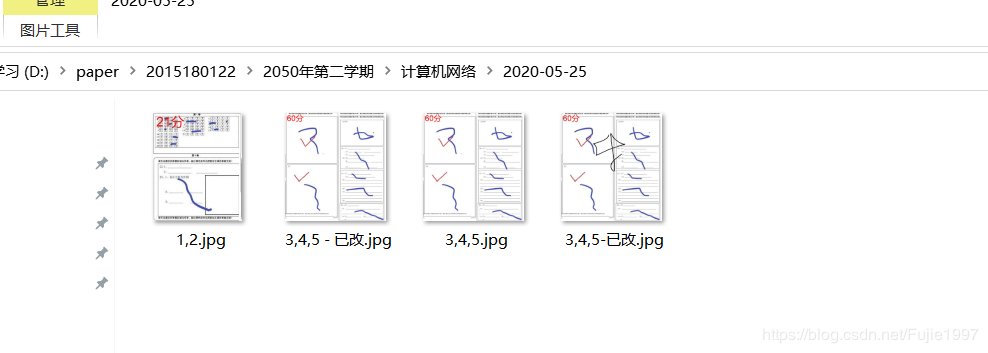 管理
2020-05-25
图片工具
学习 (D:) > paper > 2015180122 > 2050年第二学期 > 计算机网络 > 2020-05-25
21分
60分
60分
60分
1,2.jpg
3,4,5 - 已改.jpg
3,4,5.jpg
3,4,5-已改.jpg
https://blog.csdn.net/Fujie1997